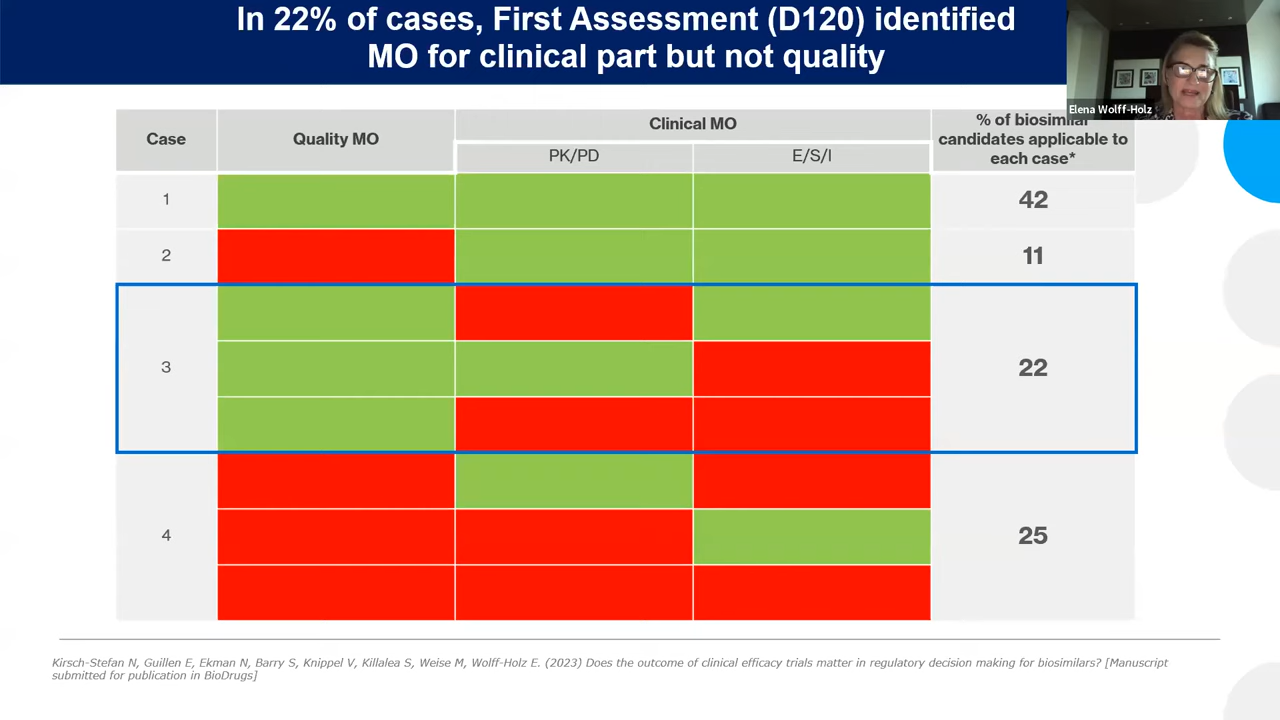 In 22% of cases, First Assessment (D120) identified
MO for clinical part but not quality
Elena Wolff-Holz
Case
Quality MO
Clinical MO
PK/PD
E/S/I
% of biosimilar
candidates applicable to
each case*
1
42
2
11
3
22
4
25
Kirsch-Stefan N, Guillen E, Ekman N, Barry S, Knippel V, Killalea S, Weise M, Wolff-Holz E. (2023) Does the outcome of clinical efficacy trials matter in regulatory decision making for biosimilars? [Manuscript
submitted for publication in BioDrugs]